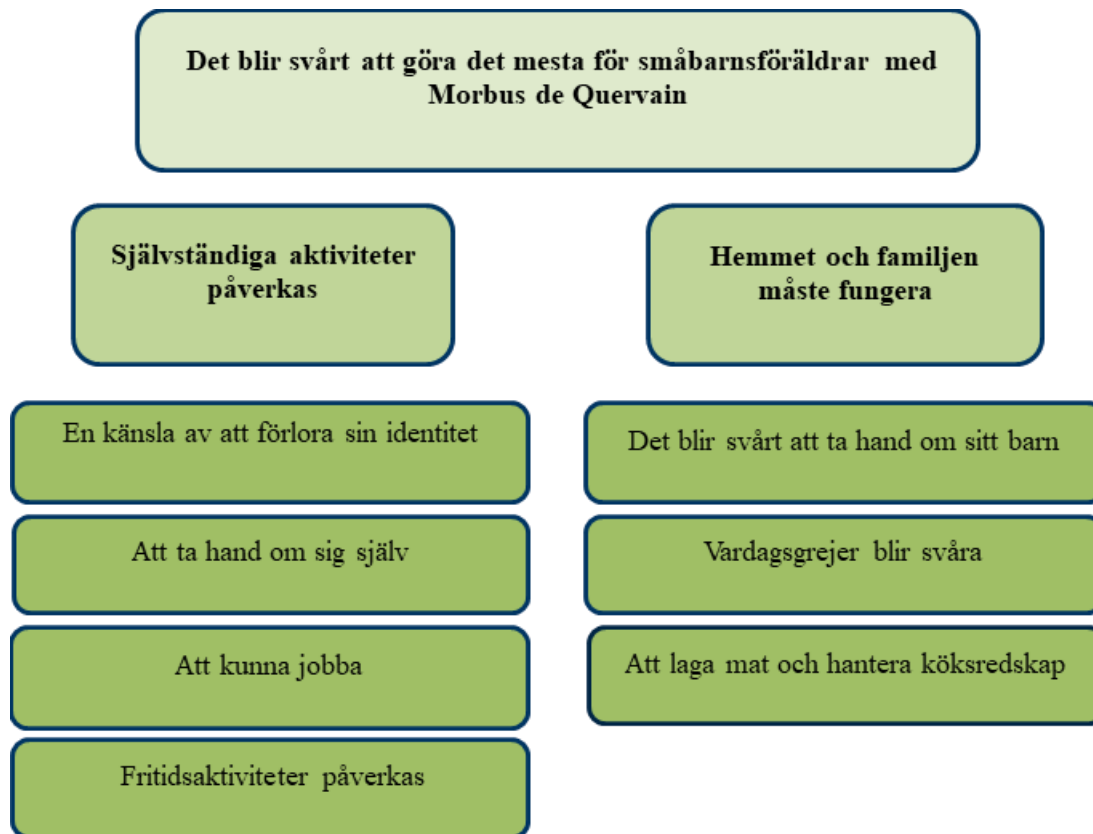 Det blir svårt att göra det mesta för småbarnsföräldrar med
Morbus de Quervain
Självständiga aktiviteter
påverkas
Hemmet och familjen
måste fungera
En känsla av att förlora sin identitet
Att ta hand om sig själv
Att kunna jobba
Fritidsaktiviteter påverkas
Det blir svårt att ta hand om sitt barn
Vardagsgrejer blir svåra
Att laga mat och hantera köksredskap